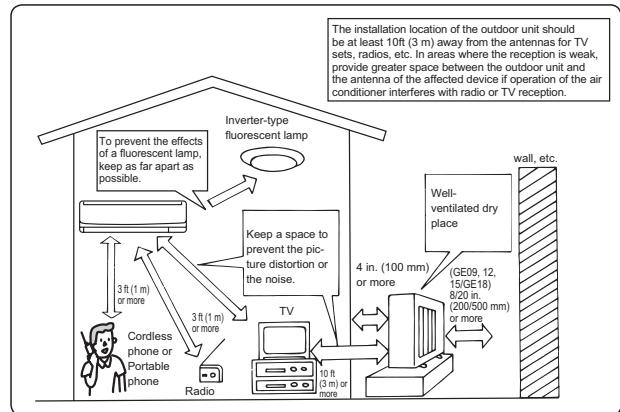 The installation location of the outdoor unit should
be at least 10ft (3 m) away from the antennas for TV
sets, radios, etc. In areas where the reception is weak,
provide greater space between the outdoor unit and
the antenna of the affected device if operation of the air
conditioner interferes with radio or TV reception.
Inverter-type
fluorescent lamp
To prevent the effects
of a fluorescent lamp,
keep as far apart as
possible.
wall, etc.
Well-
ventilated dry
place
Keep a space to
prevent the pic-
ture distortion or
the noise.
4 in. (100 mm)
or more
(GE09, 12,
15/GE18)
8/20 in.
(200/500 mm)
or more
3 ft (1 m)
or more
3 ft (1 m)
or more
TV
Cordless
phone or
Portable
phone
Radio
10 ft
(3 m) or
more